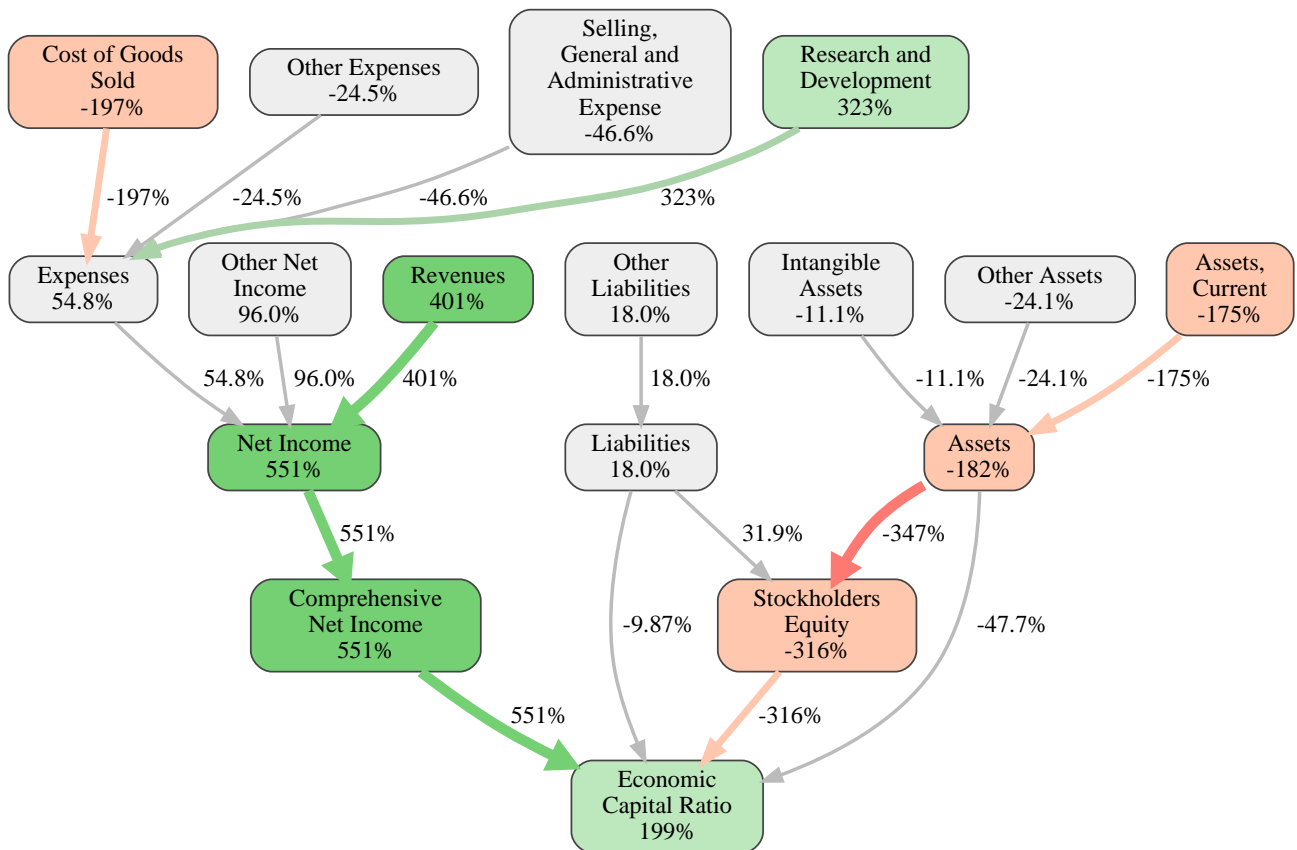 Cost of Goods
Sold
-197%
Other Expenses
-24.5%
Selling,
General and
Administrative
Expense
-46.6%
Research and
Development
323%
-197%
-24.5%
-46.6%
323%
Expenses
54.8%
Other Net
Income
96.0%
Revenues
401%
Other
Liabilities
18.0%
Intangible
Assets
-11.1%
Other Assets
-24.1%
Assets,
Current
-175%
54.8%
96.0%
401%
18.0%
-11.1%
-24.1%
-175%
Net Income
551%
Liabilities
18.0%
Assets
-182%
551%
31.9%
-347%
Comprehensive
Net Income
551%
-9.87%
Stockholders
Equity
-316%
-47.7%
551%
-316%
Economic
Capital Ratio
199%